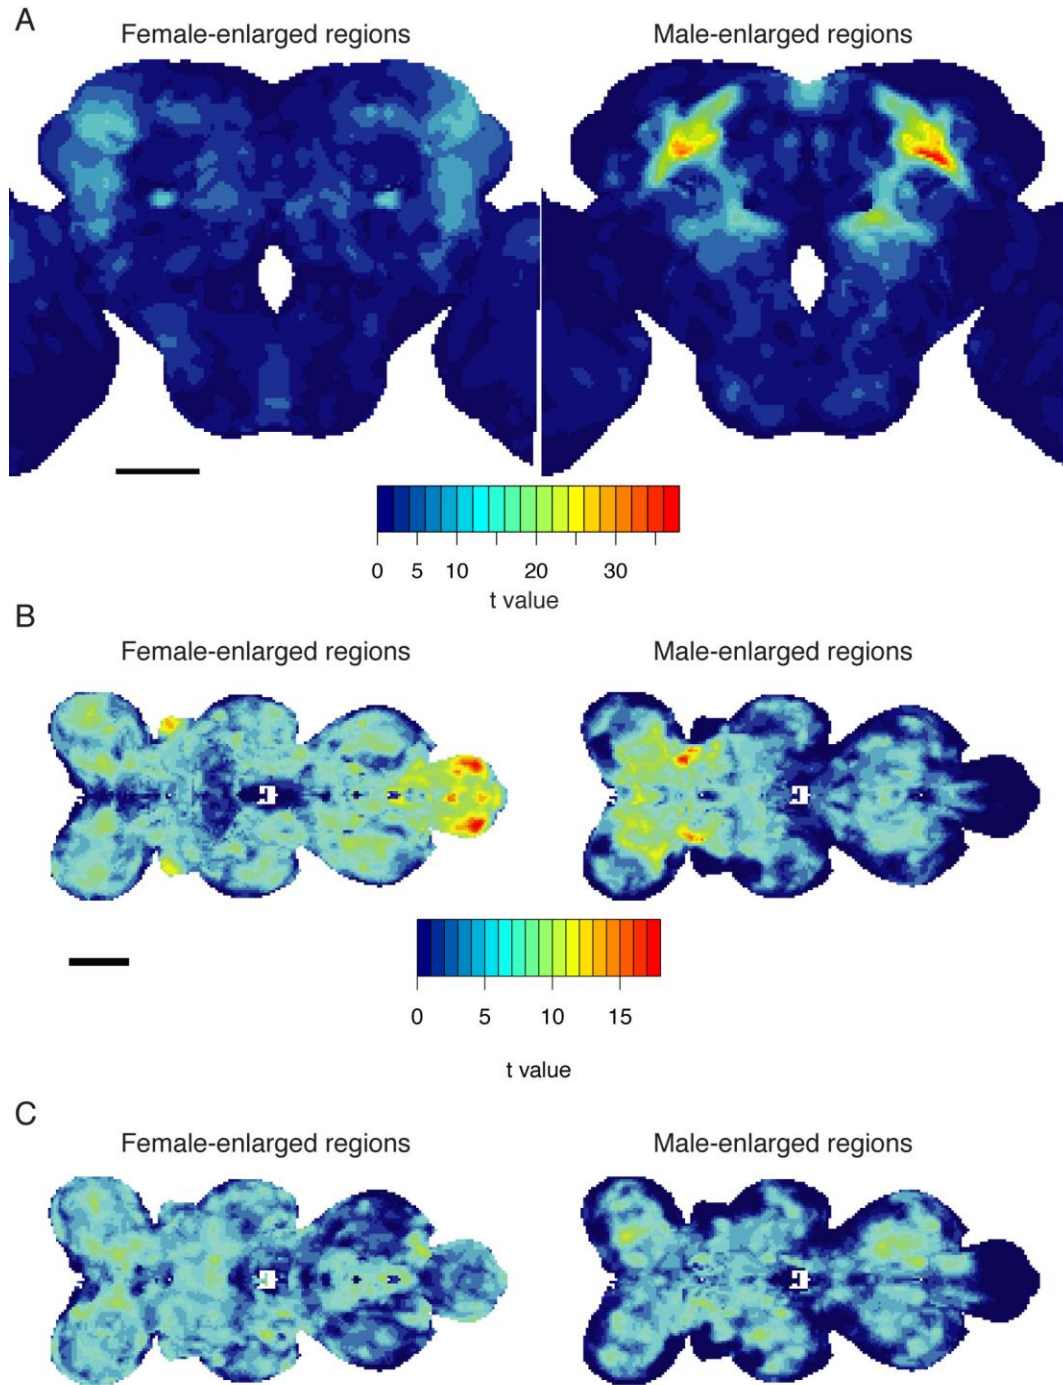 A
Female-enlarged regions
Male-enlarged regions
0 5 10 20 30
t value
B
Female-enlarged regions
Male-enlarged regions
0 5 10 15
t value
C
Female-enlarged regions
Male-enlarged regions